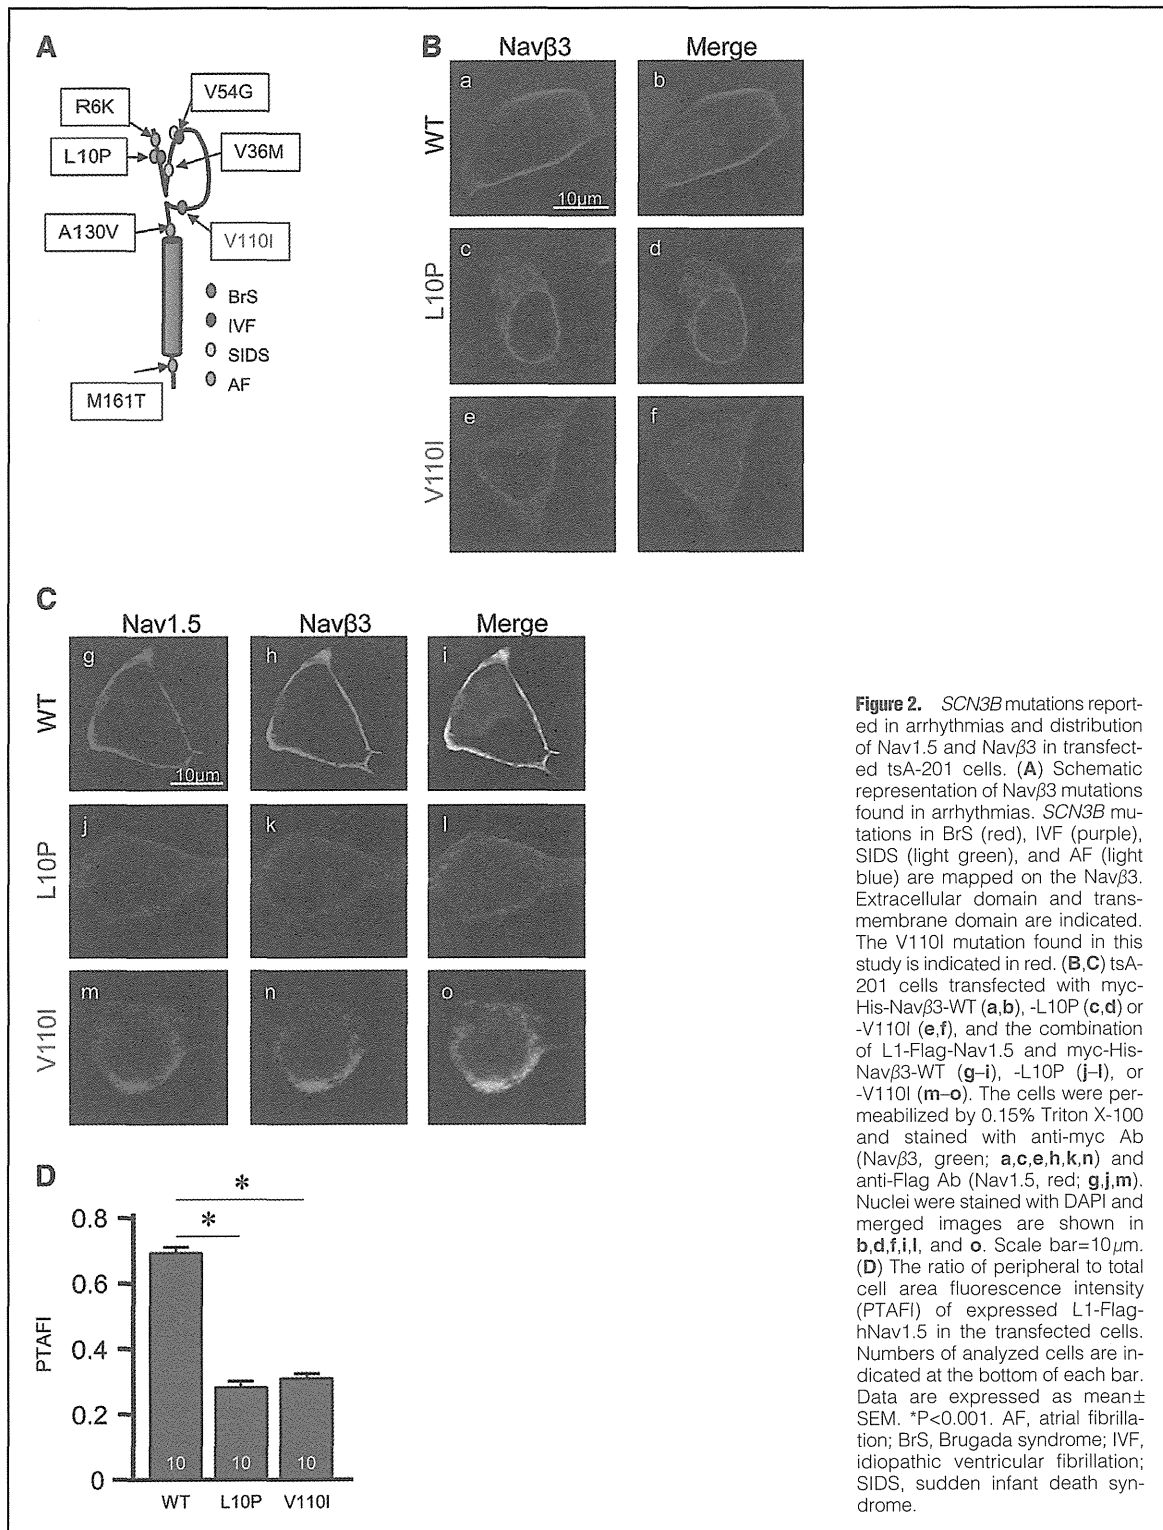 A
R6K
V54G
L10P
V36M
A130V
V110I
BrS
IVF
SIDS
AF
M161T
B
Navβ3 Merge
WT
a b
10μm
L10P
c d
V110I
e f
C
Nav1.5 Navβ3 Merge
WT
g h i
10μm
L10P
j k l
V110I
m n o
D
PTAFI
0.8
0.6
0.4
0.2
0
*
*
10 10 10
WT L10P V110I
Figure 2. SCN3B mutations report-
ed in arrhythmias and distribution
of Nav1.5 and Navβ3 in transfect-
ed tsA-201 cells. (A) Schematic
representation of Navβ3 mutations
found in arrhythmias. SCN3B mu-
tations in BrS (red), IVF (purple),
SIDS (light green), and AF (light
blue) are mapped on the Navβ3.
Extracellular domain and trans-
membrane domain are indicated.
The V110I mutation found in this
study is indicated in red. (B,C) tsA-
201 cells transfected with myc-
His-Navβ3-WT (a,b), -L10P (c,d) or
-V110I (e,f), and the combination
of L1-Flag-Nav1.5 and myc-His-
Navβ3-WT (g–i), -L10P (j–l), or
-V110I (m–o). The cells were per-
meabilized by 0.15% Triton X-100
and stained with anti-myc Ab
(Navβ3, green; a,c,e,h,k,n) and
anti-Flag Ab (Nav1.5, red; g,j,m).
Nuclei were stained with DAPI and
merged images are shown in
b,d,f,i,l, and o. Scale bar=10μm.
(D) The ratio of peripheral to total
cell area fluorescence intensity
(PTAFI) of expressed L1-Flag-
hNav1.5 in the transfected cells.
Numbers of analyzed cells are in-
dicated at the bottom of each bar.
Data are expressed as mean±
SEM. *P<0.001. AF, atrial fibrilla-
tion; BrS, Brugada syndrome; IVF,
idiopathic ventricular fibrillation;
SIDS, sudden infant death syn-
drome.